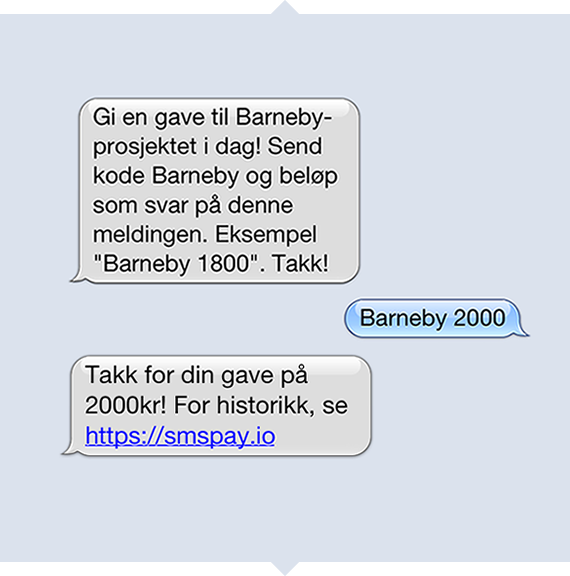 Gi en gave til Barneby-
prosjektet i dag! Send
kode Barneby og beløp
som svar på denne
meldingen. Eksempel
"Barneby 1800". Takk!
Barneby 2000
Takk for din gave på
2000kr! For historikk, se
https://smspay.io